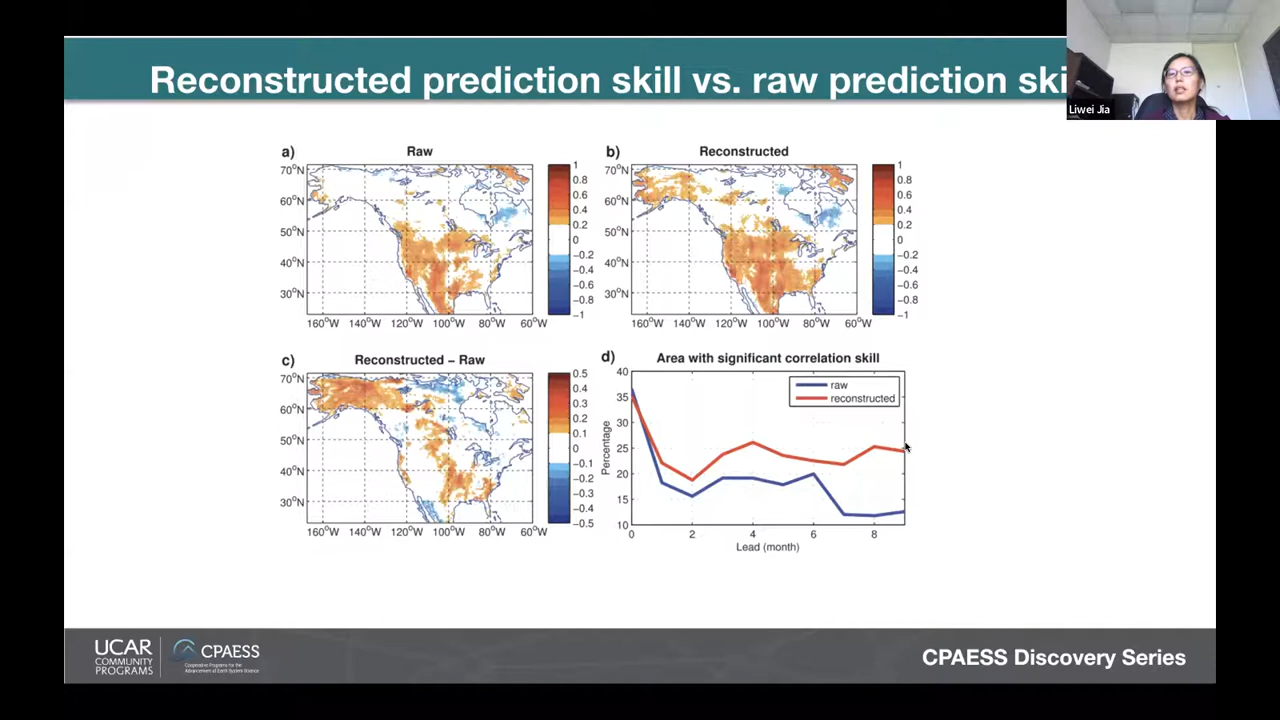 Reconstructed prediction skill vs. raw prediction ski
Liwei Jia
a) Raw
70°N
60°N
50°N
40°N
30°N
160°W 140°W 120°W 100°W 80°W 60°W
1
0.8
0.6
0.4
0.2
0
−0.2
−0.4
−0.6
−0.8
−1
b) Reconstructed
70°N
60°N
50°N
40°N
30°N
160°W 140°W 120°W 100°W 80°W 60°W
1
0.8
0.6
0.4
0.2
0
−0.2
−0.4
−0.6
−0.8
−1
c) Reconstructed − Raw
70°N
60°N
50°N
40°N
30°N
160°W 140°W 120°W 100°W 80°W 60°W
0.5
0.4
0.3
0.2
0.1
0
−0.1
−0.2
−0.3
−0.4
−0.5
d) Area with significant correlation skill
raw
reconstructed
Percentage
40
35
30
25
20
15
10
0 2 4 6 8
Lead (month)
UCAR
COMMUNITY
PROGRAMS
CPAESS
Cooperative Programs for the
Advancement of Earth System Science
CPAESS Discovery Series